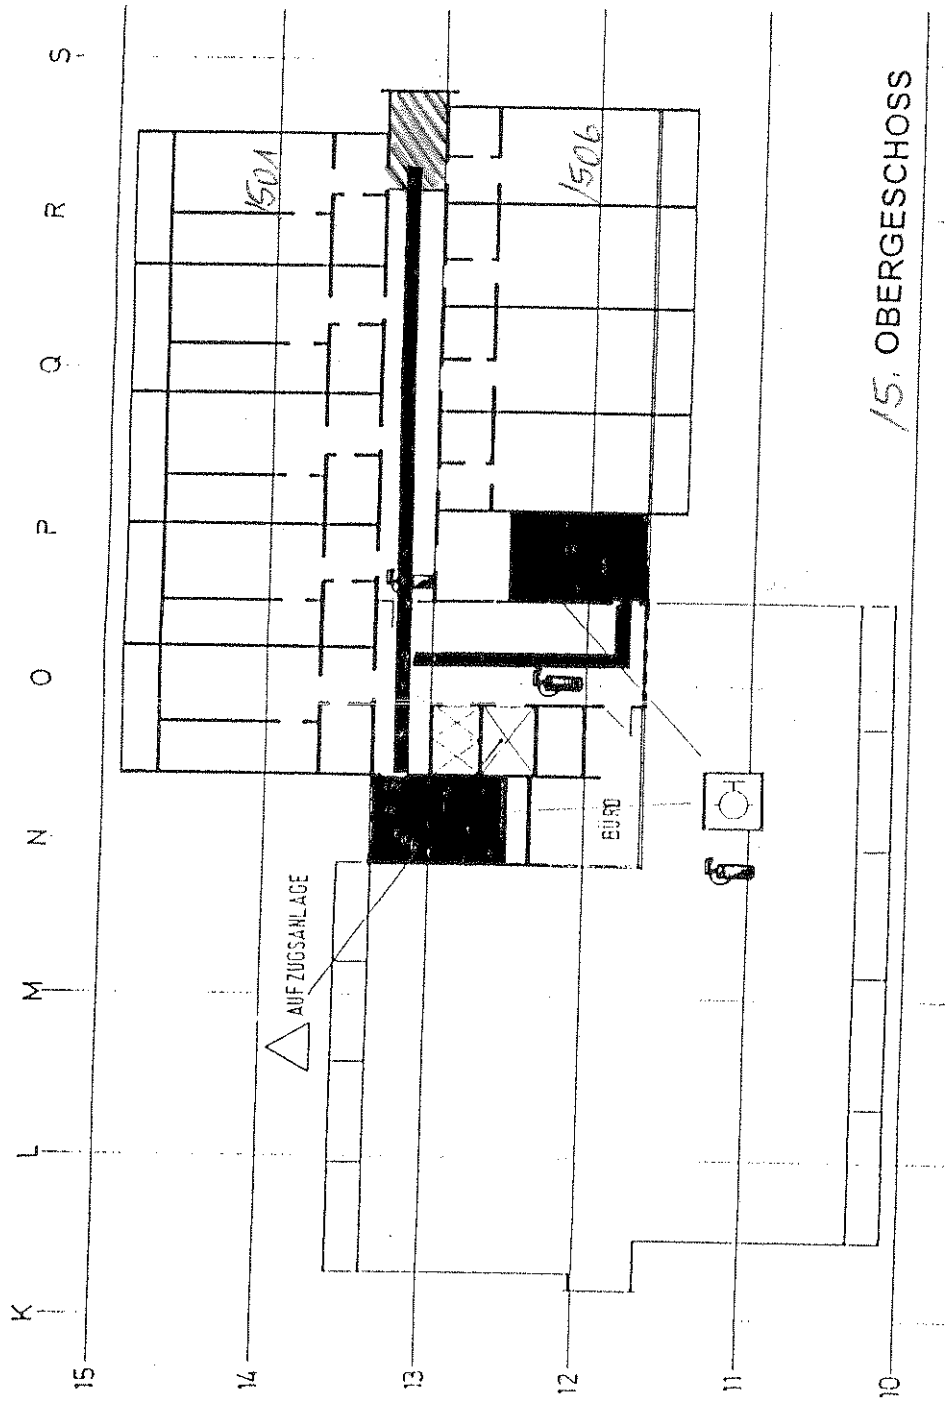 K
L
M
N
O
P
Q
R
S
15
14
13
12
11
10
1501
1506
AUFZUGSANLAGE
BÜRO
15. OBERGESCHOSS